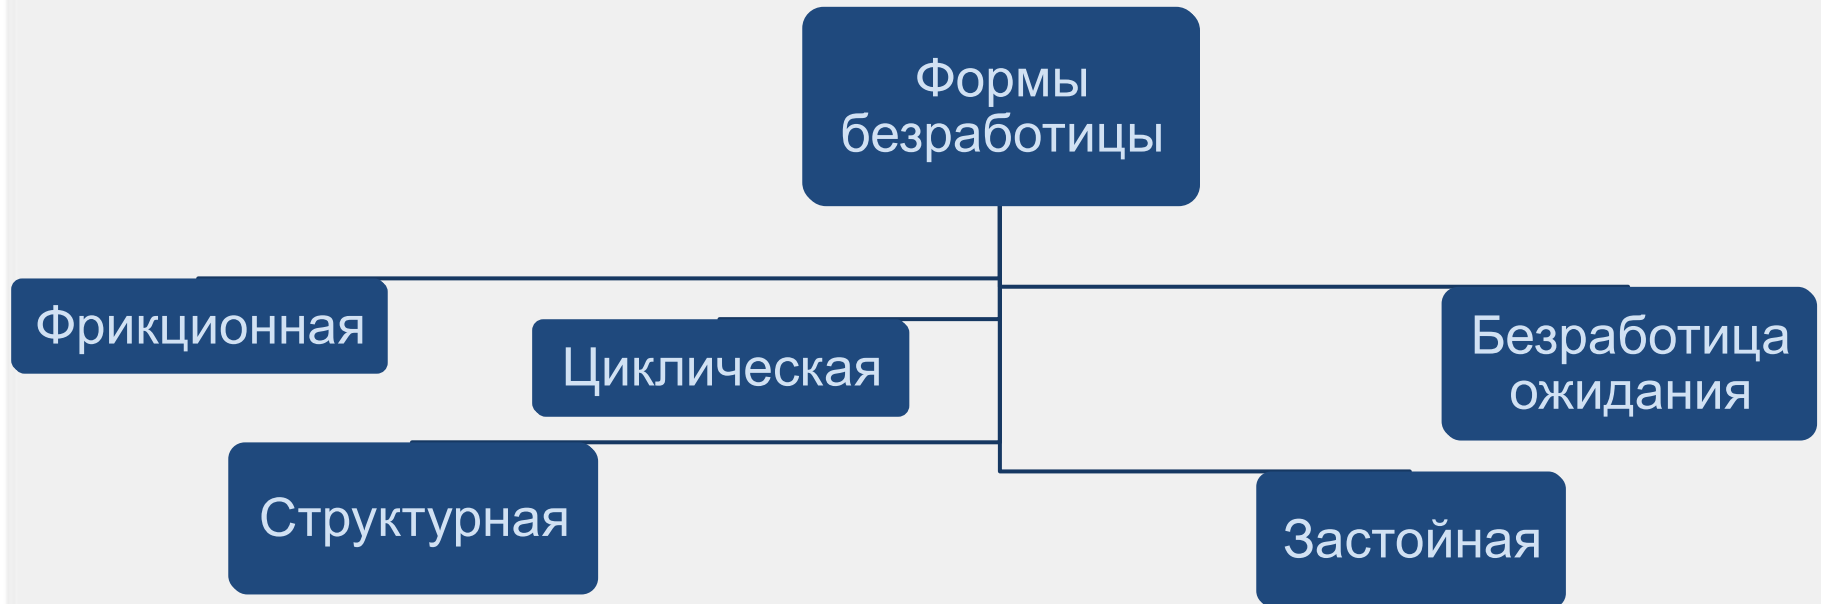 Формы
безработицы
Фрикционная
Циклическая
Безработица
ожидания
Структурная
Застойная